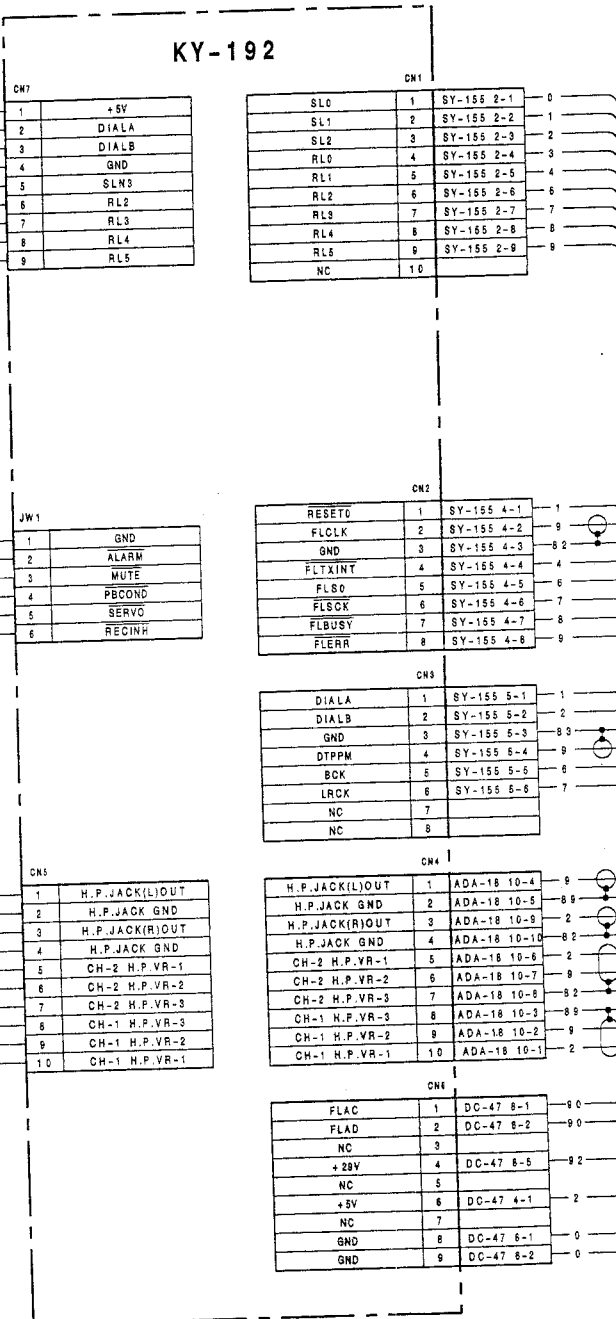 KY-192
CN7
1 +5V
2 DIALA
3 DIALB
4 GND
5 SLN3
6 RL2
7 RL3
8 RL4
9 RL5
CN1
SL0 1 SY-155 2-1 0
SL1 2 SY-155 2-2 1
SL2 3 SY-155 2-3 2
RL0 4 SY-155 2-4 3
RL1 5 SY-155 2-5 4
RL2 6 SY-155 2-6 6
RL3 7 SY-155 2-7 7
RL4 8 SY-155 2-8 8
RL5 9 SY-155 2-9 9
NC 10
JW1
1 GND
2 ALARM
3 MUTE
4 PBCOND
5 SERVO
6 RECINH
CN2
RESET0 1 SY-155 4-1 1
FLCLK 2 SY-155 4-2 9
GND 3 SY-155 4-3 82
FLTXINT 4 SY-155 4-4 4
FLSO 5 SY-155 4-5 6
FLSCK 6 SY-155 4-6 7
FLBUSY 7 SY-155 4-7 8
FLERR 8 SY-155 4-8 9
CN3
DIALA 1 SY-155 5-1 1
DIALB 2 SY-155 5-2 2
GND 3 SY-155 5-3 83
DTPPM 4 SY-155 5-4 9
BCK 5 SY-155 5-5 6
LRCK 6 SY-155 5-6 7
NC 7
NC 8
CN5
1 H.P.JACK(L)OUT
2 H.P.JACK GND
3 H.P.JACK(R)OUT
4 H.P.JACK GND
5 CH-2 H.P.VR-1
6 CH-2 H.P.VR-2
7 CH-2 H.P.VR-3
8 CH-1 H.P.VR-3
9 CH-1 H.P.VR-2
10 CH-1 H.P.VR-1
CN4
H.P.JACK(L)OUT 1 ADA-18 10-4 9
H.P.JACK GND 2 ADA-18 10-5 89
H.P.JACK(R)OUT 3 ADA-18 10-9 2
H.P.JACK GND 4 ADA-18 10-10 82
CH-2 H.P.VR-1 5 ADA-18 10-6 2
CH-2 H.P.VR-2 6 ADA-18 10-7 9
CH-2 H.P.VR-3 7 ADA-18 10-8 82
CH-1 H.P.VR-3 8 ADA-18 10-3 89
CH-1 H.P.VR-2 9 ADA-18 10-2 9
CH-1 H.P.VR-1 10 ADA-18 10-1 2
CN6
FLAC 1 DC-47 8-1 90
FLAD 2 DC-47 8-2 90
NC 3
+29V 4 DC-47 8-5 92
NC 5
+5V 6 DC-47 4-1 2
NC 7
GND 8 DC-47 6-1 0
GND 9 DC-47 6-2 0